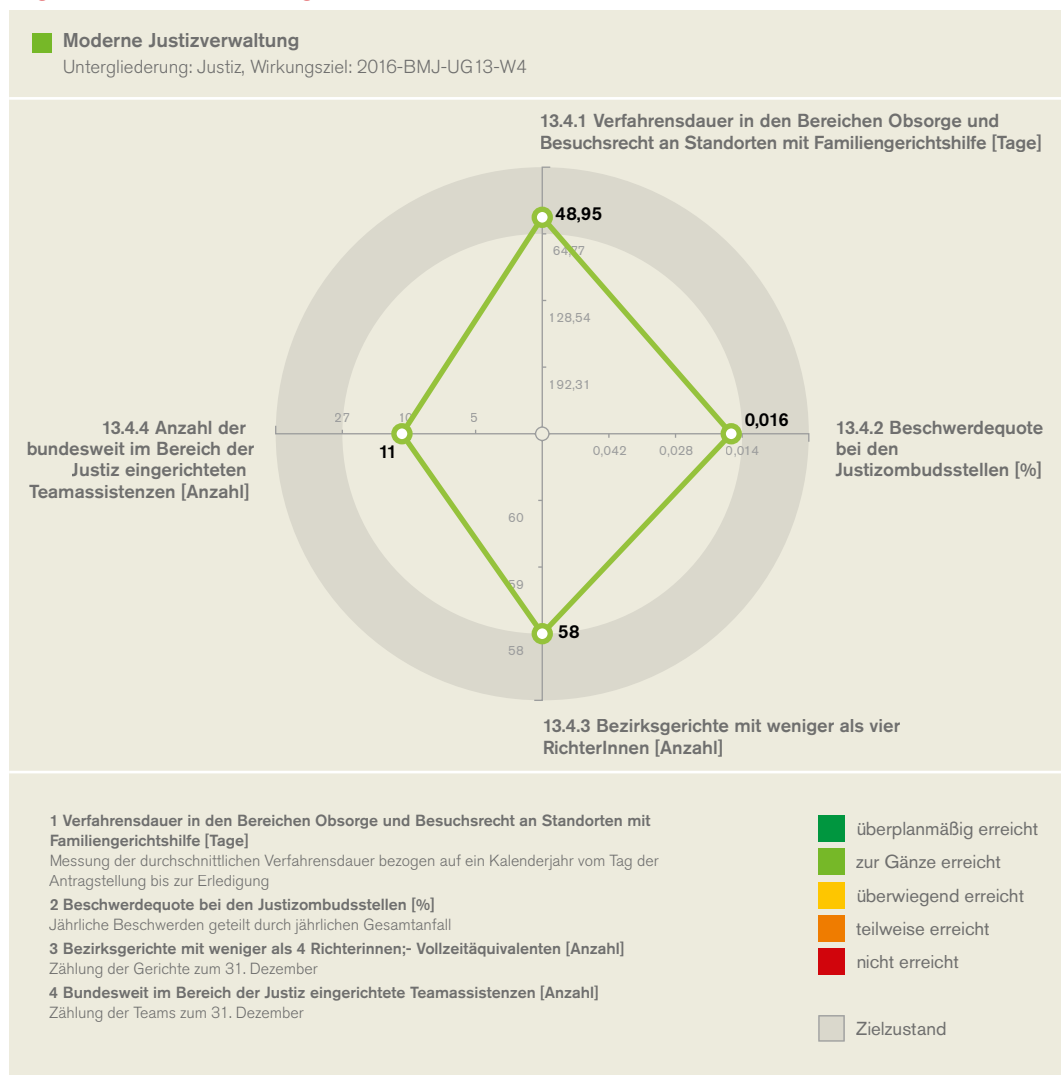 Moderne Justizverwaltung
Untergliederung: Justiz, Wirkungsziel: 2016-BMJ-UG13-W4
13.4.1 Verfahrensdauer in den Bereichen Obsorge und
Besuchsrecht an Standorten mit Familiengerichtshilfe [Tage]
48,95
64,77
128,54
192,31
13.4.4 Anzahl der
bundesweit im Bereich der
Justiz eingerichteten
Teamassistenzen [Anzahl]
27
10
5
11
0,016
0,042
0,028
0,014
13.4.2 Beschwerdequote
bei den
Justizombudsstellen [%]
60
59
58
58
13.4.3 Bezirksgerichte mit weniger als vier
RichterInnen [Anzahl]
1 Verfahrensdauer in den Bereichen Obsorge und Besuchsrecht an Standorten mit
Familiengerichtshilfe [Tage]
Messung der durchschnittlichen Verfahrensdauer bezogen auf ein Kalenderjahr vom Tag der
Antragstellung bis zur Erledigung
2 Beschwerdequote bei den Justizombudsstellen [%]
Jährliche Beschwerden geteilt durch jährlichen Gesamtanfall
3 Bezirksgerichte mit weniger als 4 Richterinnen;- Vollzeitäquivalenten [Anzahl]
Zählung der Gerichte zum 31. Dezember
4 Bundesweit im Bereich der Justiz eingerichtete Teamassistenzen [Anzahl]
Zählung der Teams zum 31. Dezember
überplanmäßig erreicht
zur Gänze erreicht
überwiegend erreicht
teilweise erreicht
nicht erreicht
Zielzustand